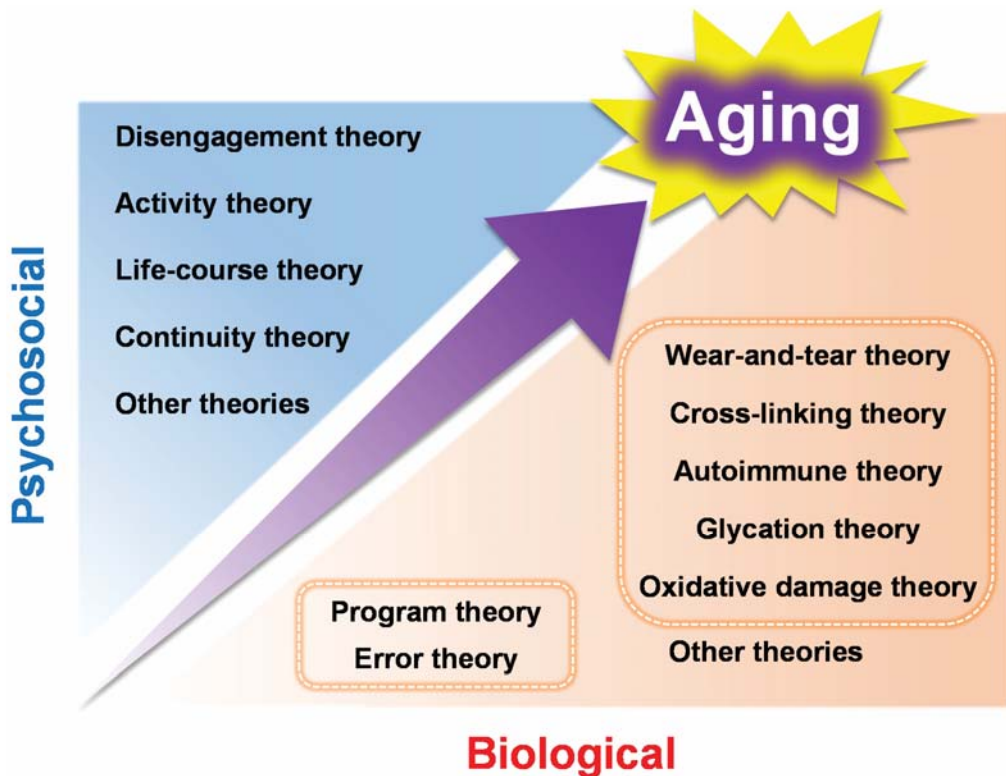 Aging
Psychosocial
Disengagement theory
Activity theory
Life-course theory
Continuity theory
Other theories
Wear-and-tear theory
Cross-linking theory
Autoimmune theory
Glycation theory
Oxidative damage theory
Other theories
Program theory
Error theory
Biological